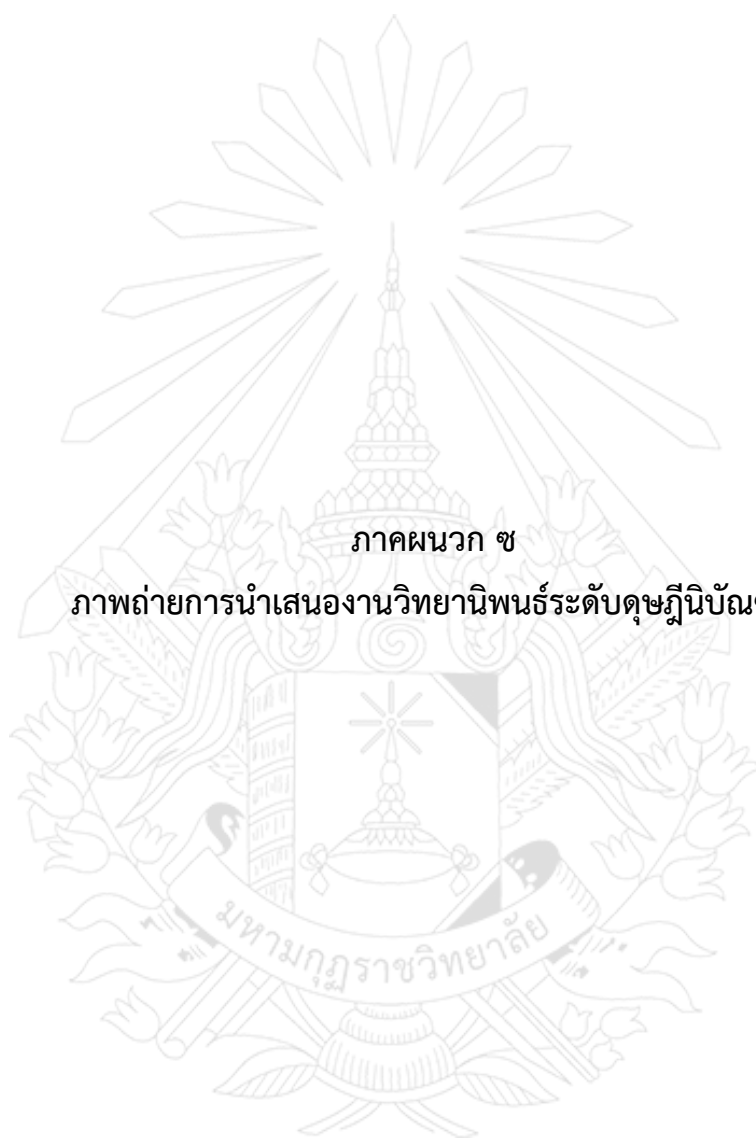 ภาคผนวก ซ
ภาพถ่ายการนำเสนองานวิทยานิพนธ์ระดับดุษฎีนิบัณ
มหามกุฏราชวิทยาลัย